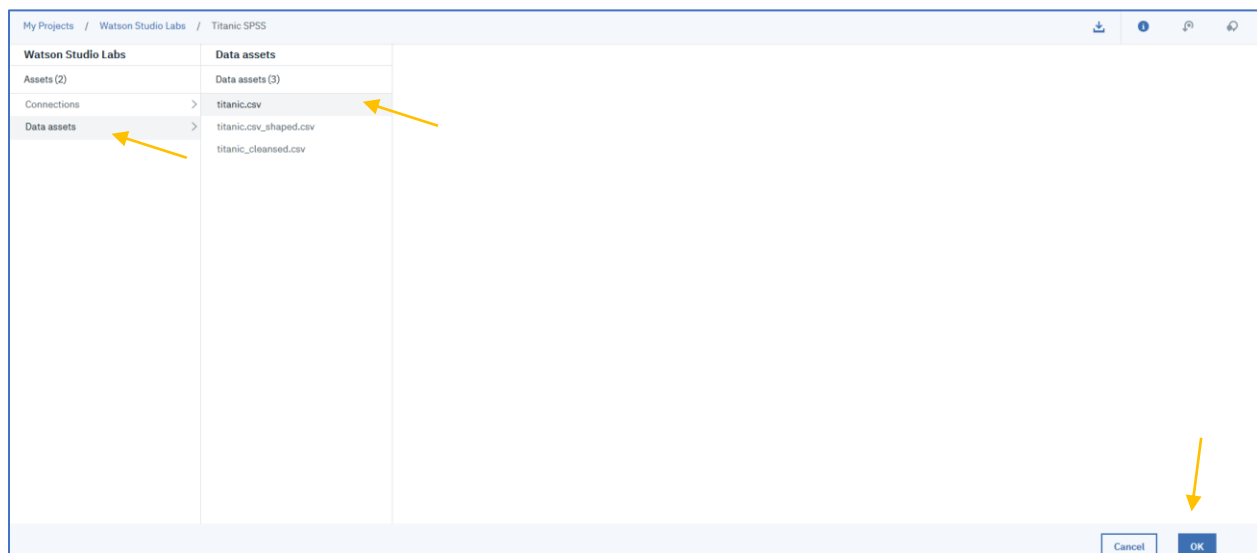 My Projects / Watson Studio Labs / Titanic SPSS
Watson Studio Labs
Assets (2)
Connections
Data assets
Data assets
Data assets (3)
titanic.csv
titanic.csv_shaped.csv
titanic_cleansed.csv
Cancel
OK